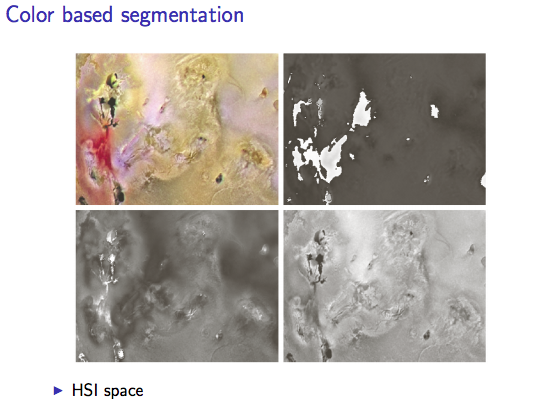 Color based segmentation
► HSI space